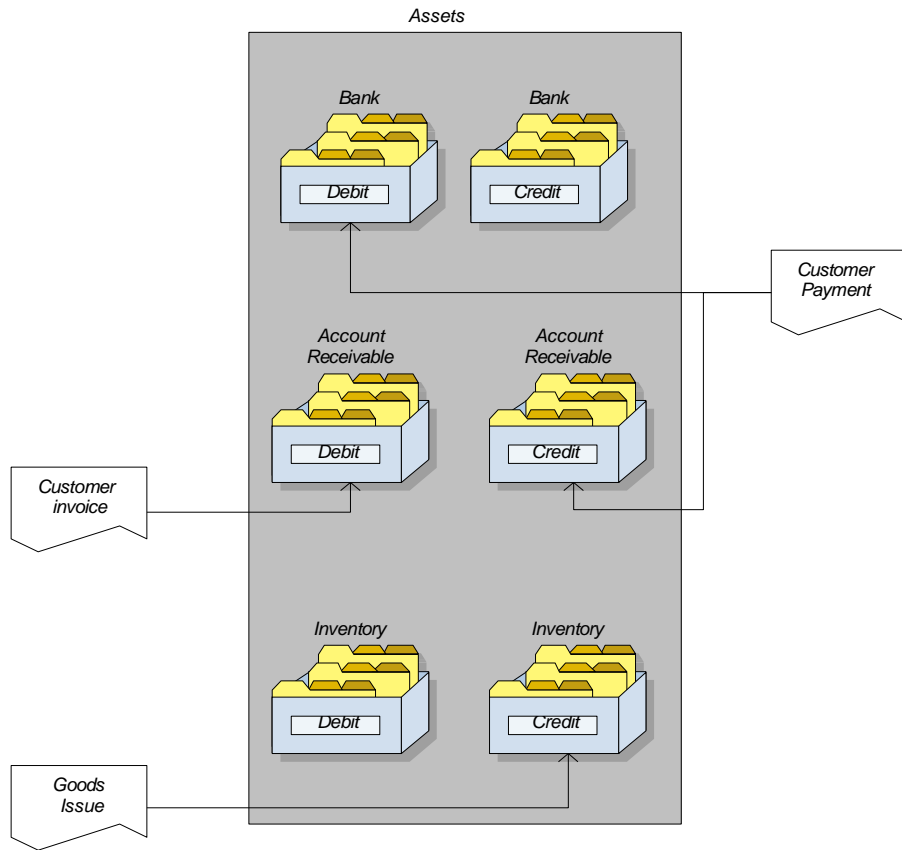 Assets
Bank
Bank
Debit
Credit
Customer
Payment
Account
Receivable
Account
Receivable
Debit
Credit
Customer
invoice
Inventory
Inventory
Debit
Credit
Goods
Issue